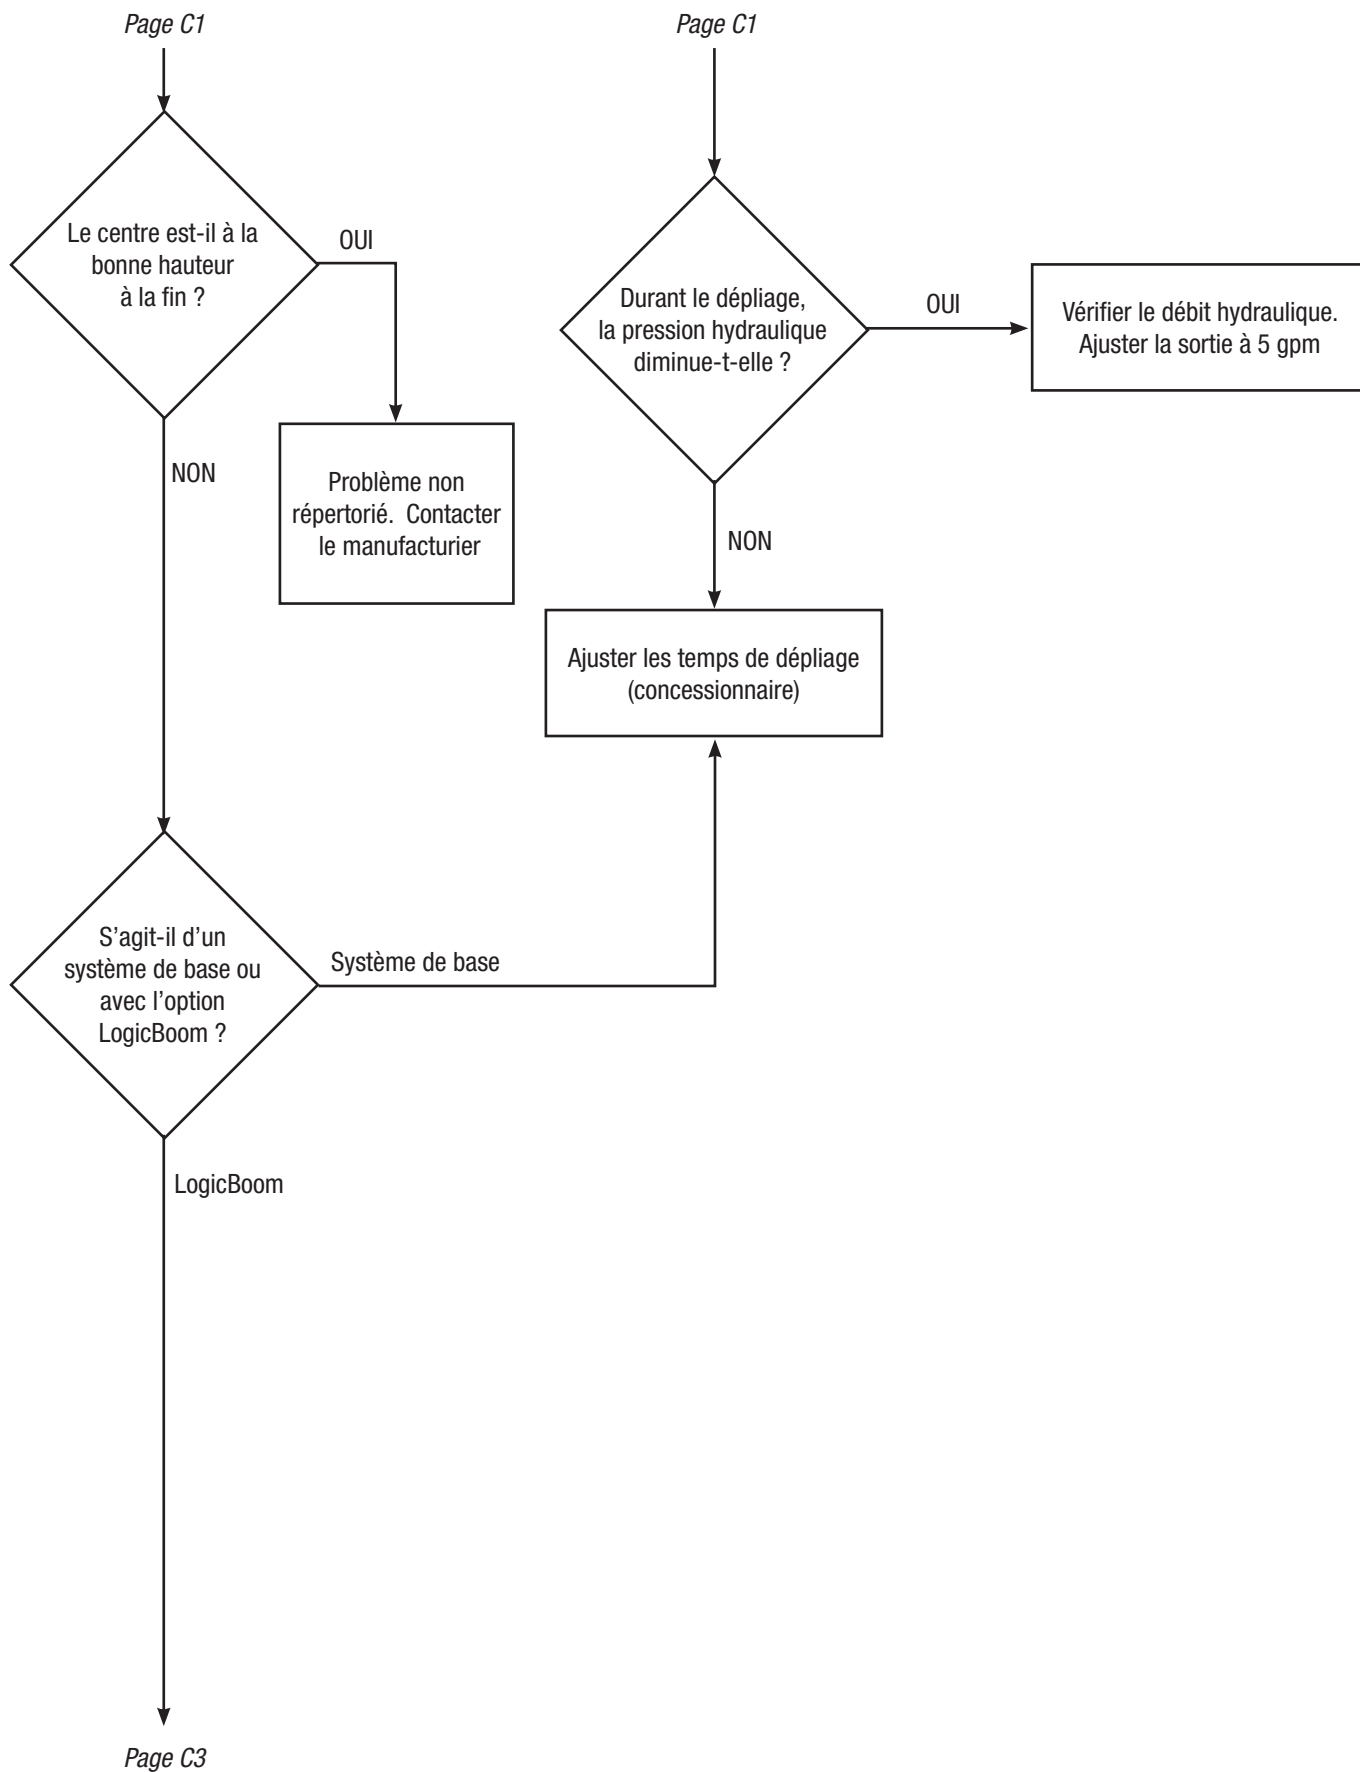 Page C1
Page C1
Le centre est-il à la
bonne hauteur
à la fin ?
OUI
Durant le dépliage,
la pression hydraulique
diminue-t-elle ?
OUI
Vérifier le débit hydraulique.
Ajuster la sortie à 5 gpm
NON
Problème non
répertorié.  Contacter
le manufacturier
NON
Ajuster les temps de dépliage
(concessionnaire)
S’agit-il d’un
système de base ou
avec l’option
LogicBoom ?
Système de base
LogicBoom
Page C3